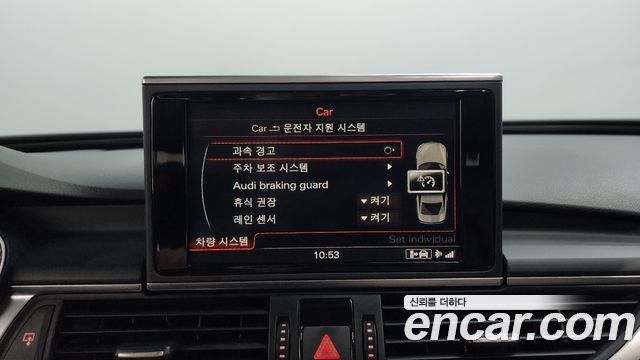 Car
Car 운전자 지원 시스템
과속 경고
주차 보조 시스템
Audi braking guard
휴식 권장 켜기
레인 센서 켜기
차량 시스템 Set individual
10:53
신뢰를 더하다
encar.com